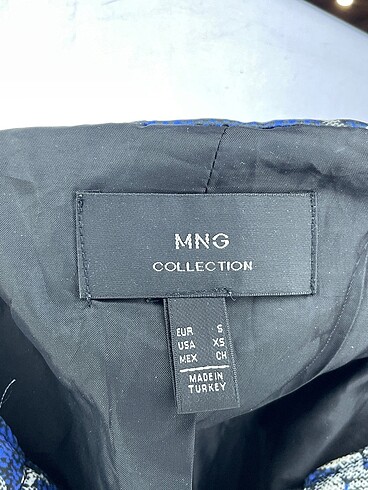 MNG
COLLECTION
EUR S
USA XS
MEX CH
MADE IN
TURKEY